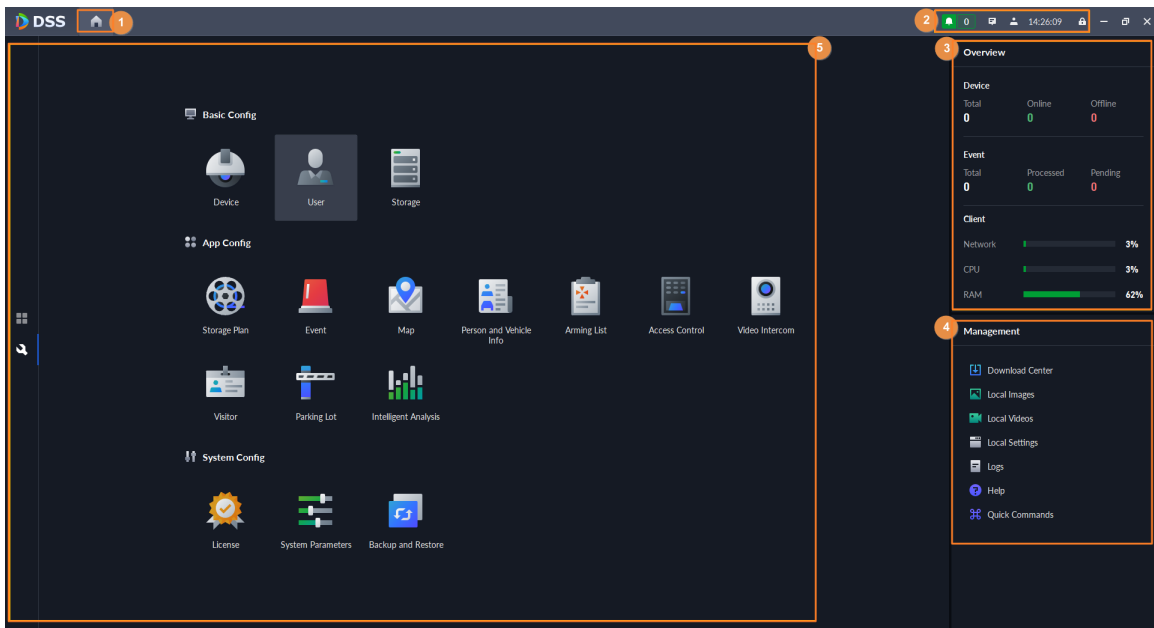 DSS 1 2 0 14:26:09
5
3 Overview
Device
Total Online Offline
0 0 0
Event
Total Processed Pending
0 0 0
Client
Network 3%
CPU 3%
RAM 62%
4 Management
Download Center
Local Images
Local Videos
Local Settings
Logs
? Help
Quick Commands
Basic Config
Device User Storage
App Config
Storage Plan Event Map Person and Vehicle Arming List Access Control Video Intercom
Info
Visitor Parking Lot Intelligent Analysis
System Config
License System Parameters Backup and Restore